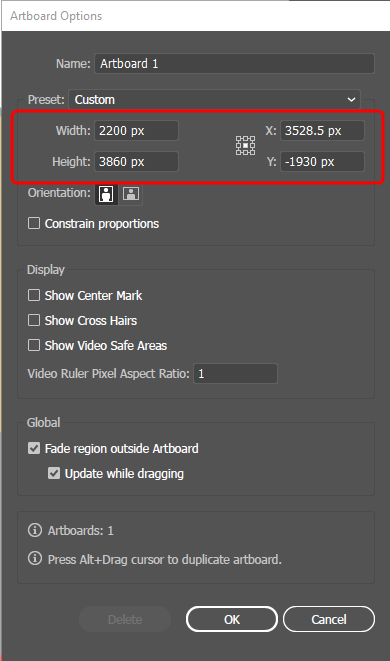 Artboard Options
Name: Artboard 1
Preset: Custom
Width: 2200 px X: 3528.5 px
Height: 3860 px Y: -1930 px
Orientation:
Constrain proportions
Display
Show Center Mark
Show Cross Hairs
Show Video Safe Areas
Video Ruler Pixel Aspect Ratio: 1
Global
Fade region outside Artboard
Update while dragging
Artboards: 1
Press Alt+Drag cursor to duplicate artboard.
Delete OK Cancel